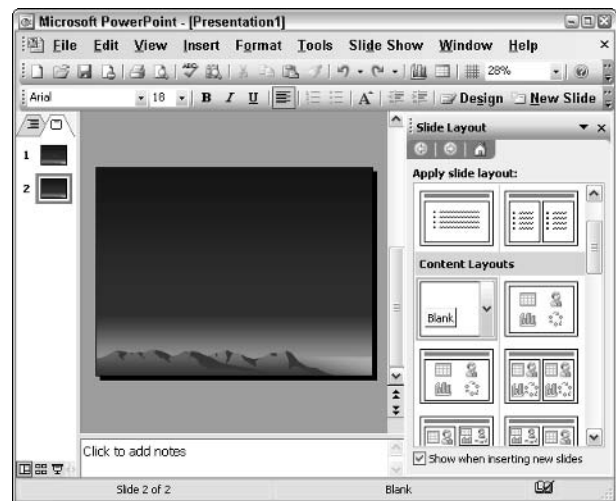 Microsoft PowerPoint - [Presentation1]
File Edit View Insert Format Tools Slide Show Window Help
28%
Arial 18 B I U A Design New Slide
1
2
Slide Layout
Apply slide layout:
Content Layouts
Blank
Show when inserting new slides
Click to add notes
Slide 2 of 2 Blank